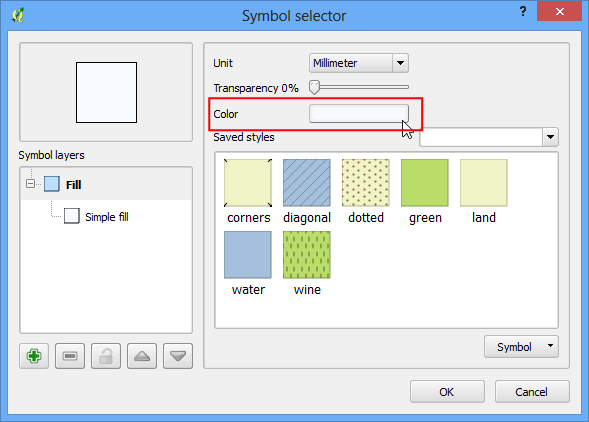 Symbol selector
?
Unit
Millimeter
Transparency 0%
Color
Saved styles
Symbol layers
Fill
Simple fill
corners diagonal dotted green land
water wine
Symbol
OK Cancel